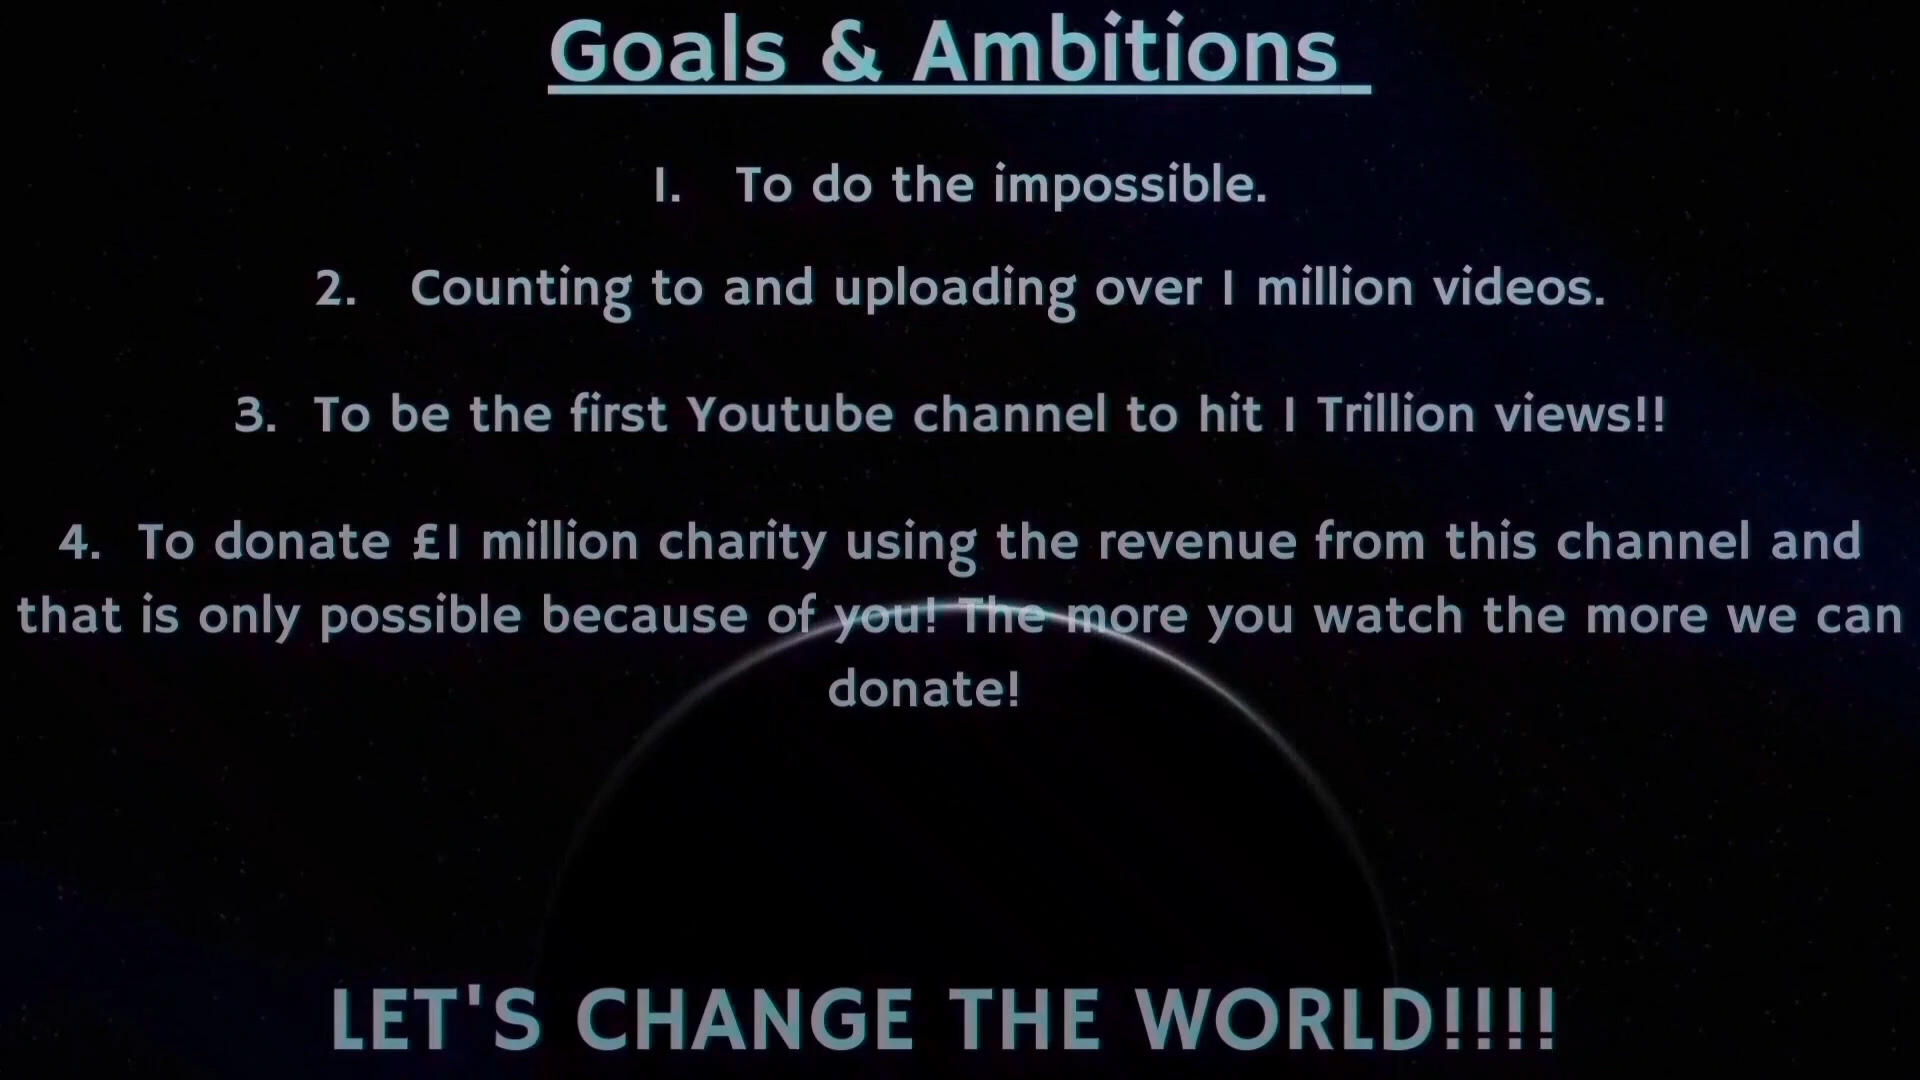 Goals & Ambitions
1. To do the impossible.
2. Counting to and uploading over 1 million videos.
3. To be the first Youtube channel to hit 1 Trillion views!!
4. To donate £1 million charity using the revenue from this channel and
that is only possible because of you! The more you watch the more we can
donate!
LET'S CHANGE THE WORLD!!!!